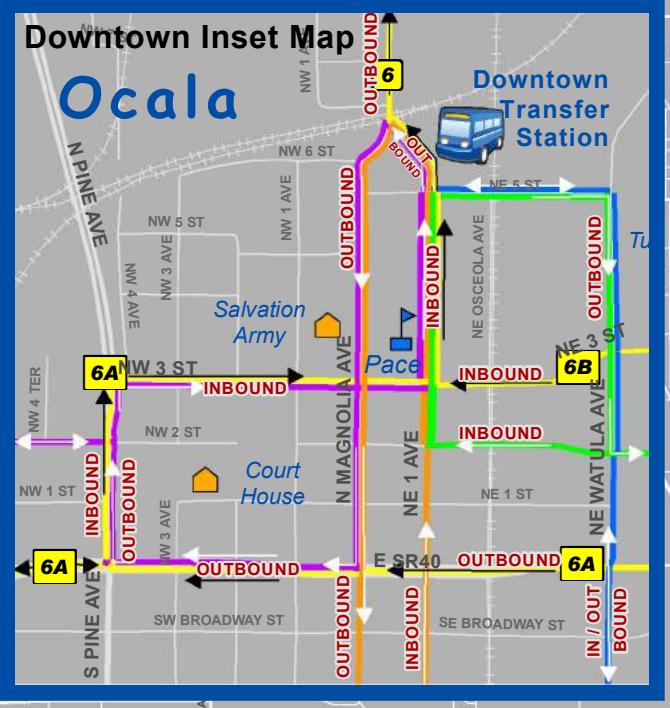 Downtown Inset Map
Ocala
OUTBOUND
6
Downtown
Transfer
Station
NW 1 AVE
N PINE AVE
NW 6 ST
OUT
BOUND
NE 5 ST
NW 5 ST
NW 3 AVE
NW 1 AVE
NW 4 AVE
OUTBOUND
INBOUND
NE OSCEOLA AVE
OUTBOUND
Tu
Salvation
Army
Pace
NE 3 ST
6A
NW 3 ST
INBOUND
INBOUND
6B
NW 4 TER
NW 2 ST
N MAGNOLIA AVE
NE 1 AVE
INBOUND
NE WATULA AVE
Court
House
NW 1 ST
NE 1 ST
INBOUND
OUTBOUND
NW 3 AVE
6A
OUTBOUND
E SR40
OUTBOUND
6A
S PINE AVE
SW BROADWAY ST
OUTBOUND
INBOUND
SE BROADWAY ST
IN / OUT
BOUND